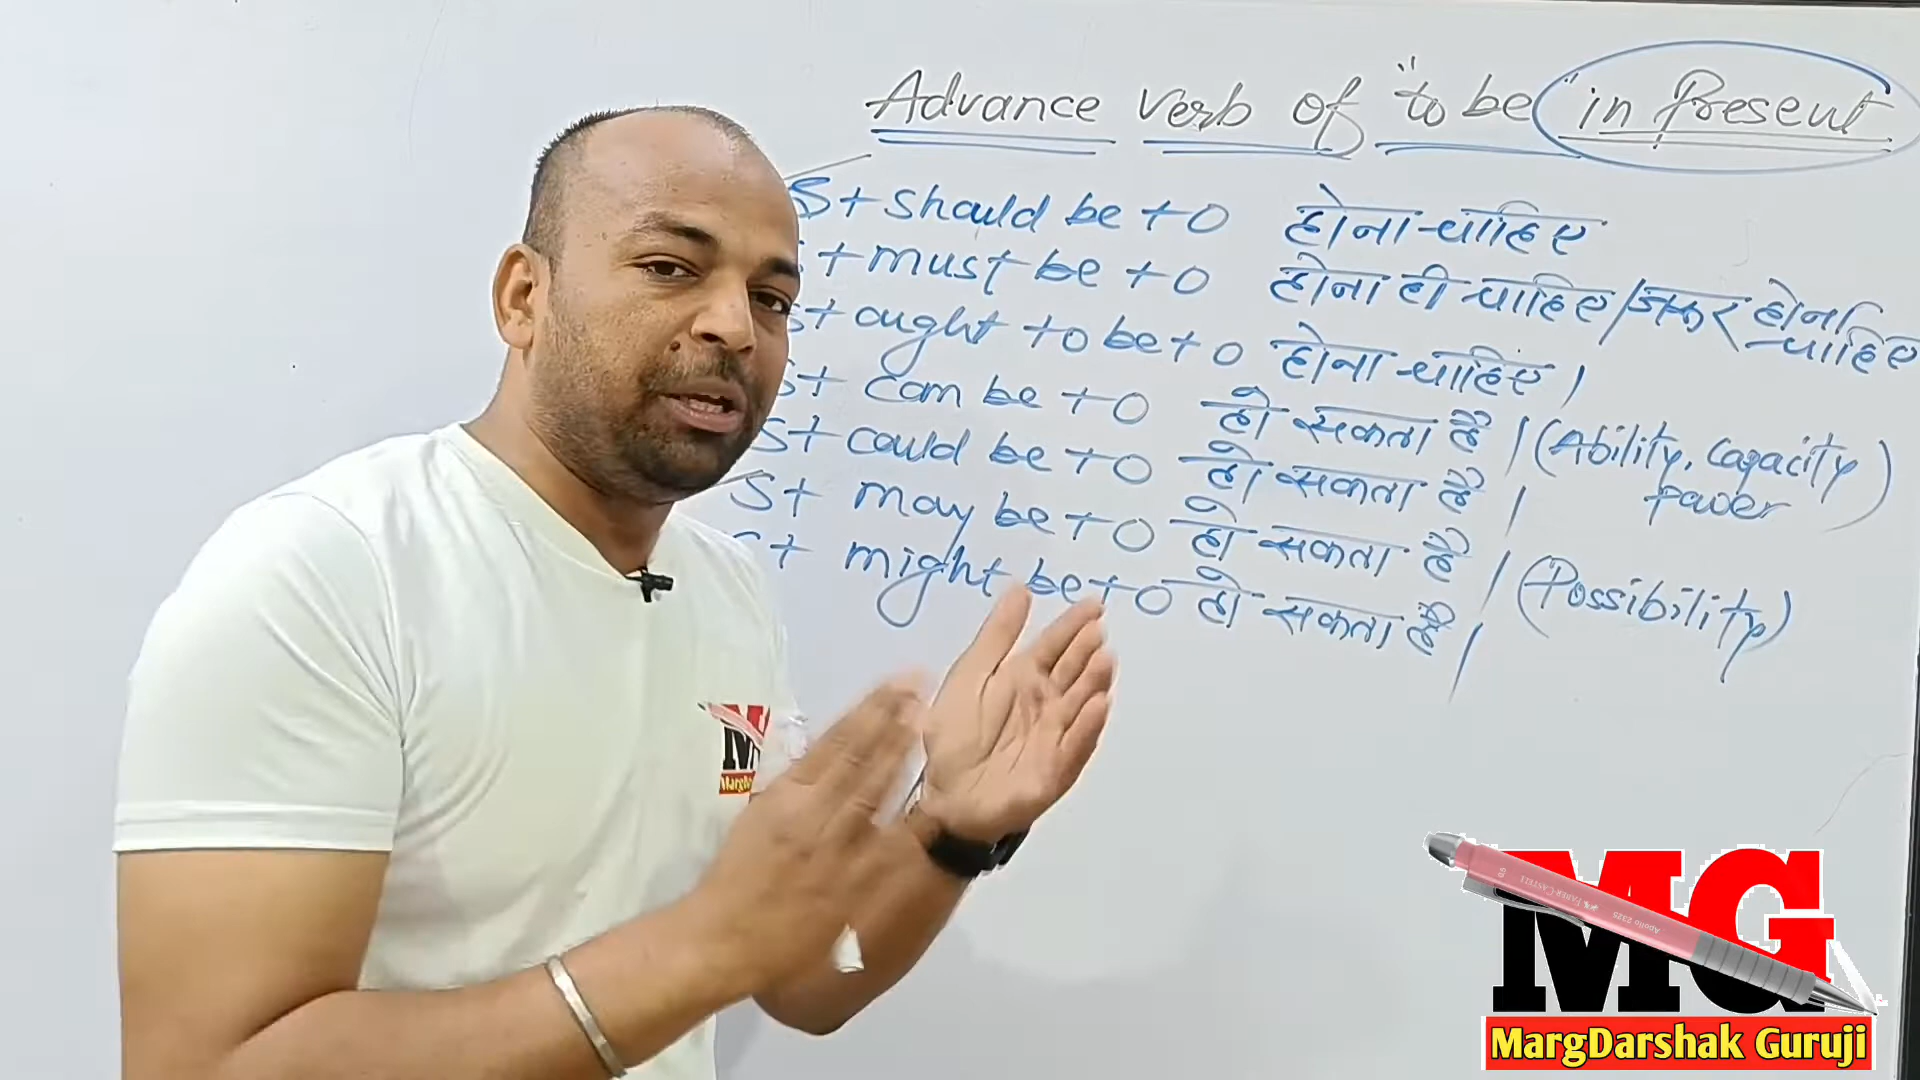 Advance verb of "to be" in Present
S + should be + O होना चाहिए
S + must be + O होना ही चाहिए / जरूर होना चाहिए
S + ought to be + O होना चाहिए।
S + can be + O हो सकता है। (Ability, Capacity
S + could be + O हो सकता है। Power)
S + may be + O हो सकता है। (Possibility)
S + might be + O हो सकता है।
MG
MargDarshak Guruji